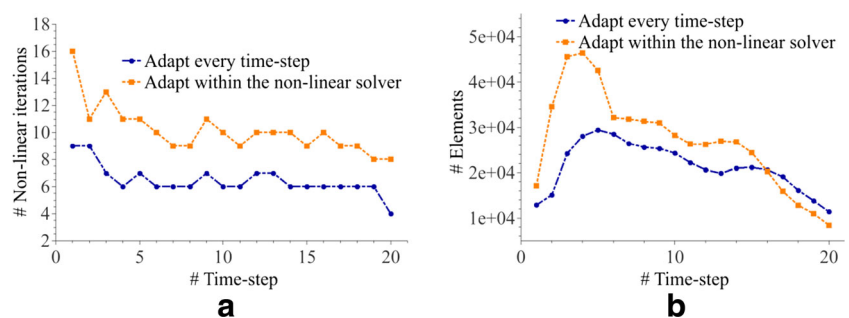 18
16
14
12
10
8
6
4
2
# Non-linear iterations
Adapt every time-step
Adapt within the non-linear solver
0 5 10 15 20
# Time-step
a
5e+04
4e+04
3e+04
2e+04
1e+04
# Elements
Adapt every time-step
Adapt within the non-linear solver
0 10 20
# Time-step
b